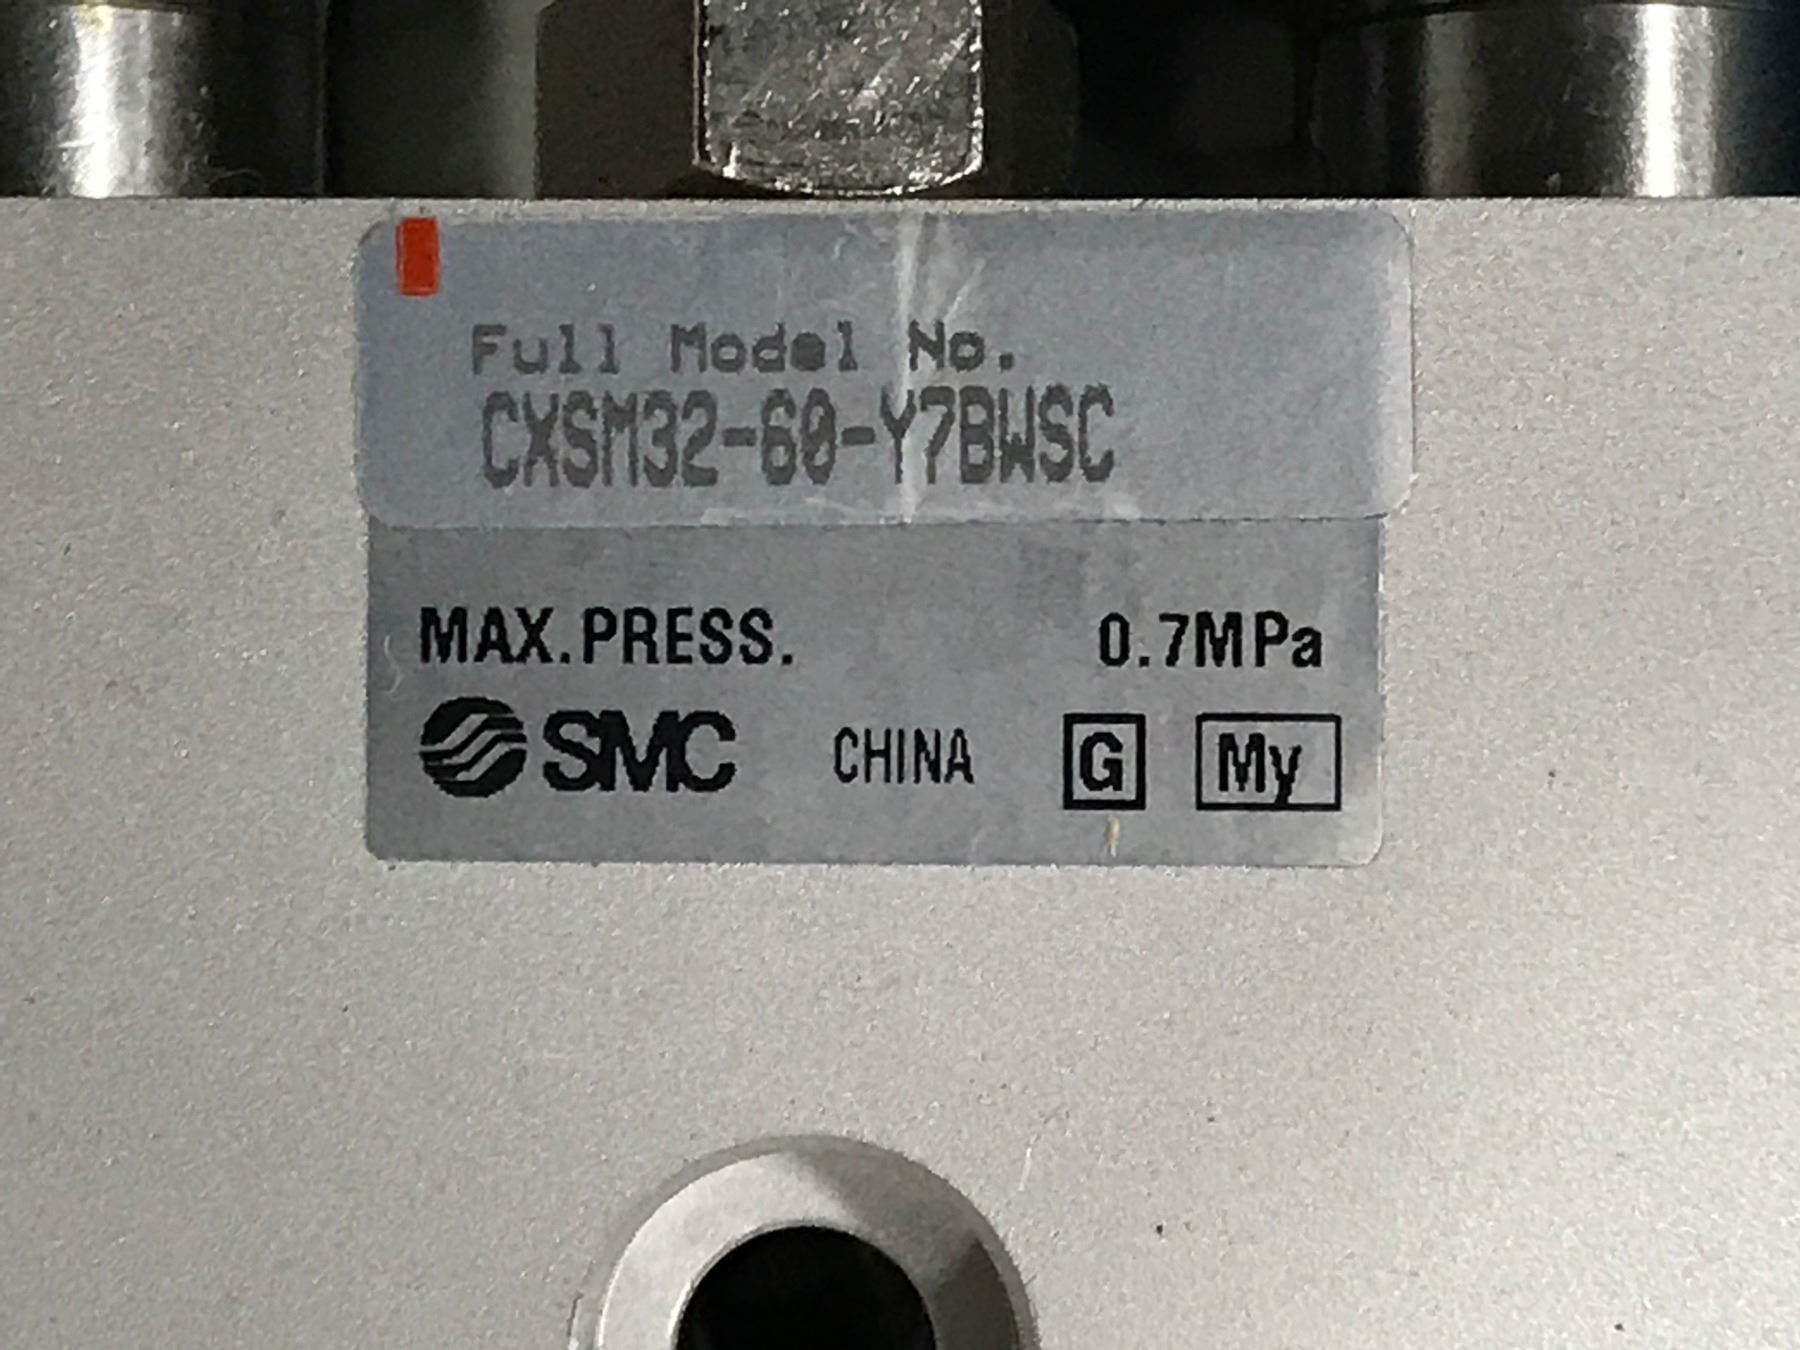 Full Model No.
CXSM32-60-Y7BWSC
MAX.PRESS. 0.7MPa
SMC CHINA G My